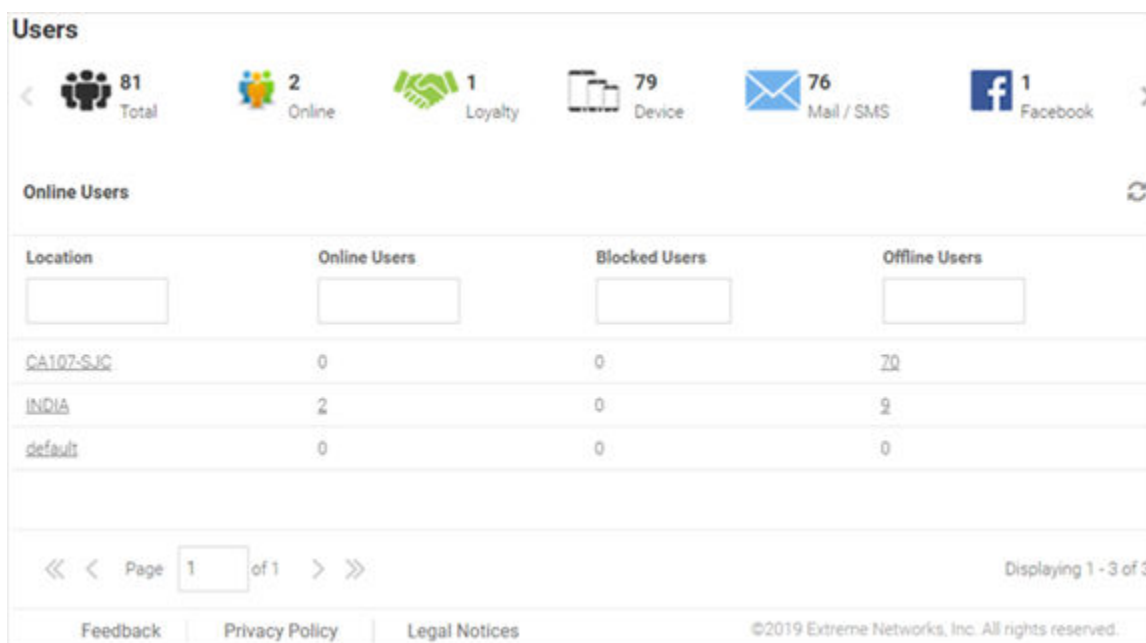 Users
81 Total
2 Online
1 Loyalty
79 Device
76 Mail / SMS
1 Facebook
Online Users
Location Online Users Blocked Users Offline Users
CA107-SJC 0 0 70
INDIA 2 0 9
default 0 0 0
Page 1 of 1
Displaying 1 - 3 of 3
Feedback Privacy Policy Legal Notices ©2019 Extreme Networks, Inc. All rights reserved.